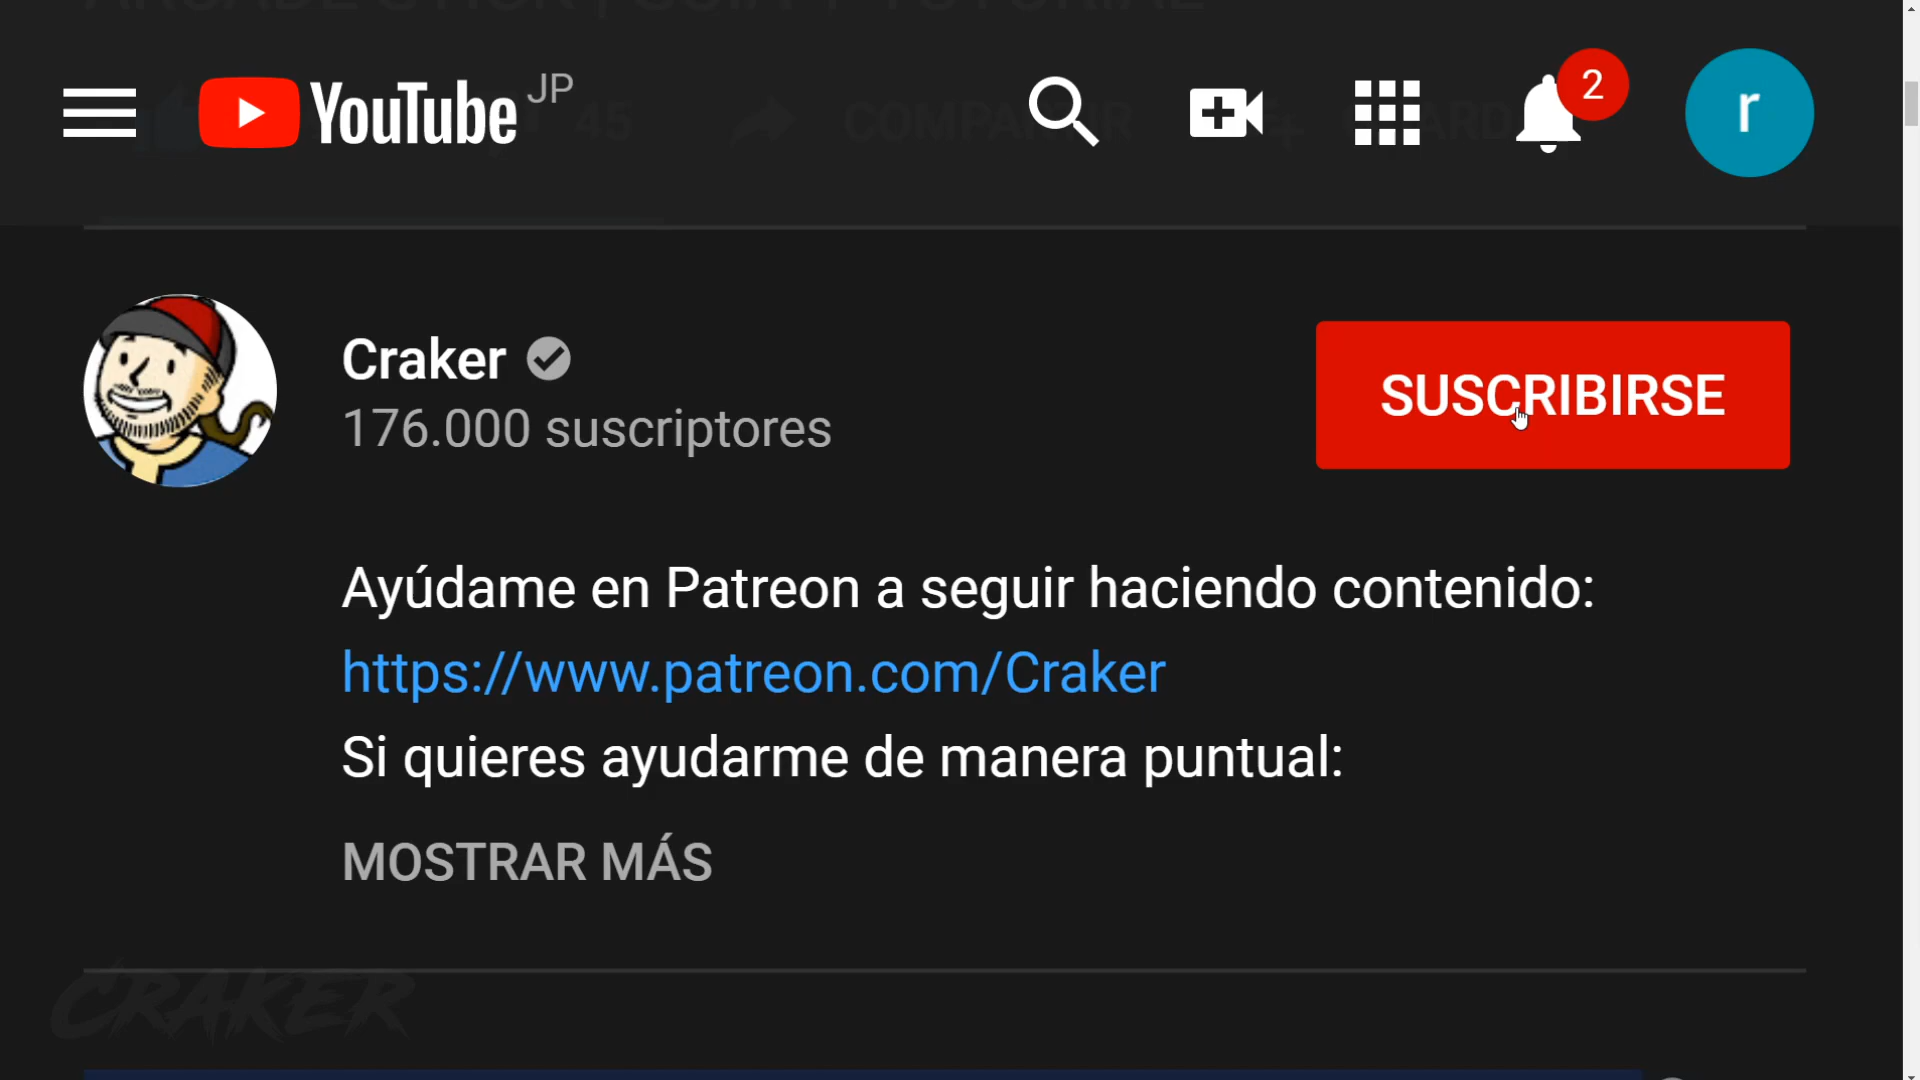 YouTube JP
2
r
45
Craker
176.000 suscriptores
SUSCRIBIRSE
Ayúdame en Patreon a seguir haciendo contenido:
https://www.patreon.com/Craker
Si quieres ayudarme de manera puntual:
MOSTRAR MÁS
CRAKER